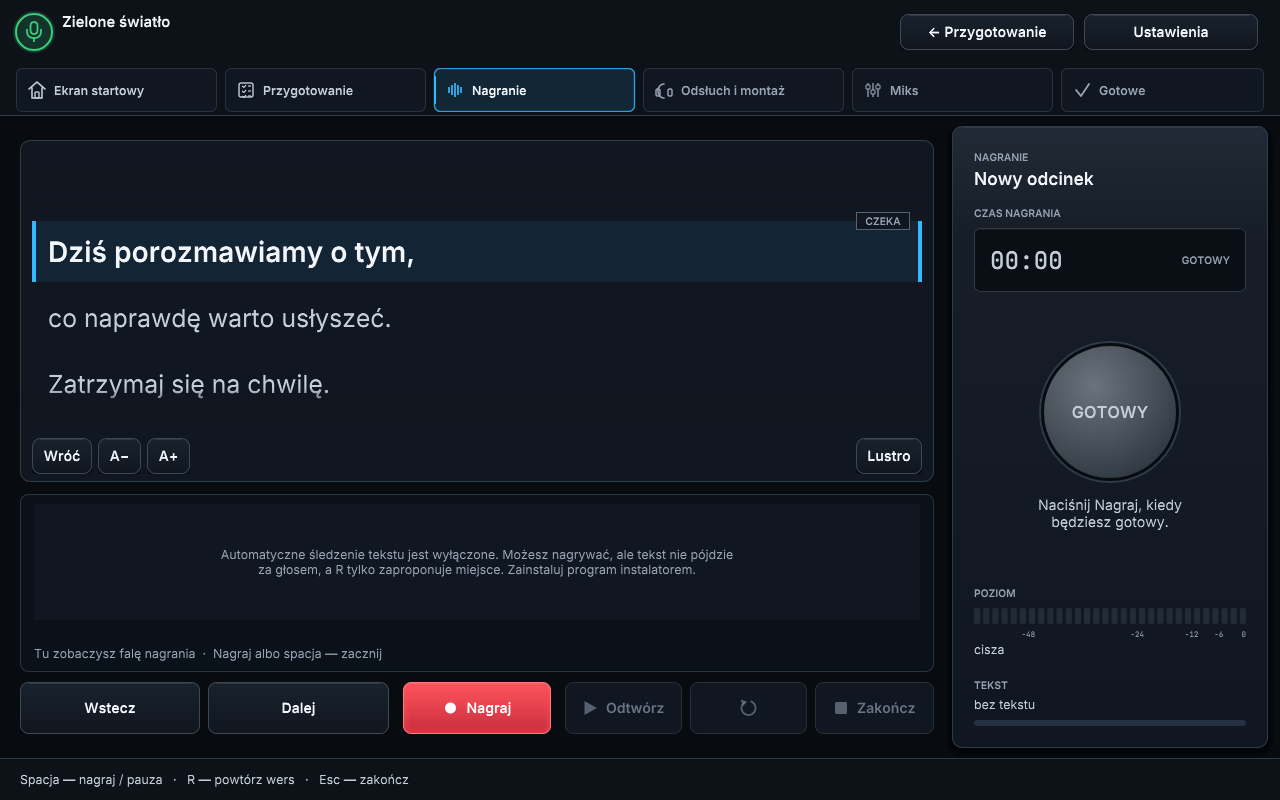 Zielone światło
← Przygotowanie
Ustawienia
Ekran startowy
Przygotowanie
Nagranie
Odsłuch i montaż
Miks
Gotowe
CZEKA
Dziś porozmawiamy o tym,
co naprawdę warto usłyszeć.
Zatrzymaj się na chwilę.
Wróć
A−
A+
Lustro
Automatyczne śledzenie tekstu jest wyłączone. Możesz nagrywać, ale tekst nie pójdzie
za głosem, a R tylko zaproponuje miejsce. Zainstaluj program instalatorem.
Tu zobaczysz falę nagrania · Nagraj albo spacja — zacznij
Wstecz
Dalej
Nagraj
Odtwórz
Zakończ
NAGRANIE
Nowy odcinek
CZAS NAGRANIA
00:00
GOTOWY
GOTOWY
Naciśnij Nagraj, kiedy
będziesz gotowy.
POZIOM
-48 -24 -12 -6 0
cisza
TEKST
bez tekstu
Spacja — nagraj / pauza · R — powtórz wers · Esc — zakończ